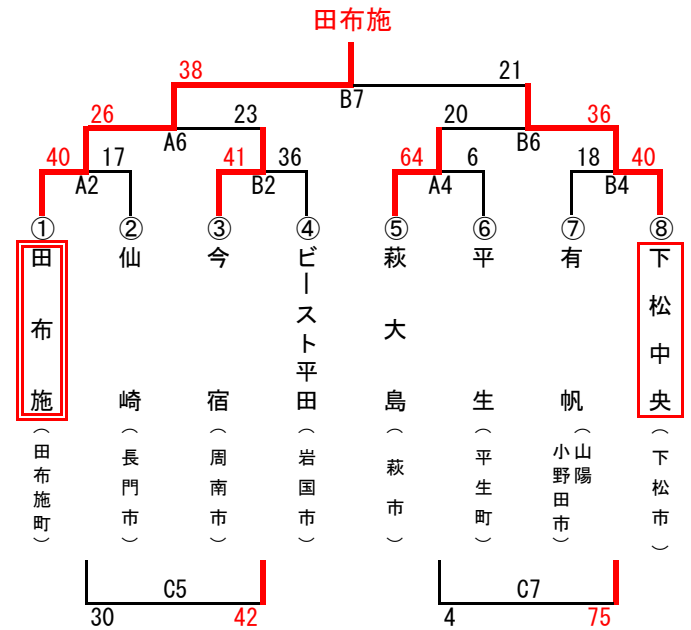 田布施
38 21
B7
26 23 20 36
A6 B6
40 17 41 36 64 6 18 40
A2 B2 A4 B4
① ② ③ ④ ⑤ ⑥ ⑦ ⑧
田布施
(田布施町)
仙崎
(長門市)
今宿
(周南市)
ビースト平田
(岩国市)
萩大島
(萩市)
平生
(平生町)
有帆
(山陽
小野田市)
下松中央
(下松市)
C5 C7
30 42 4 75